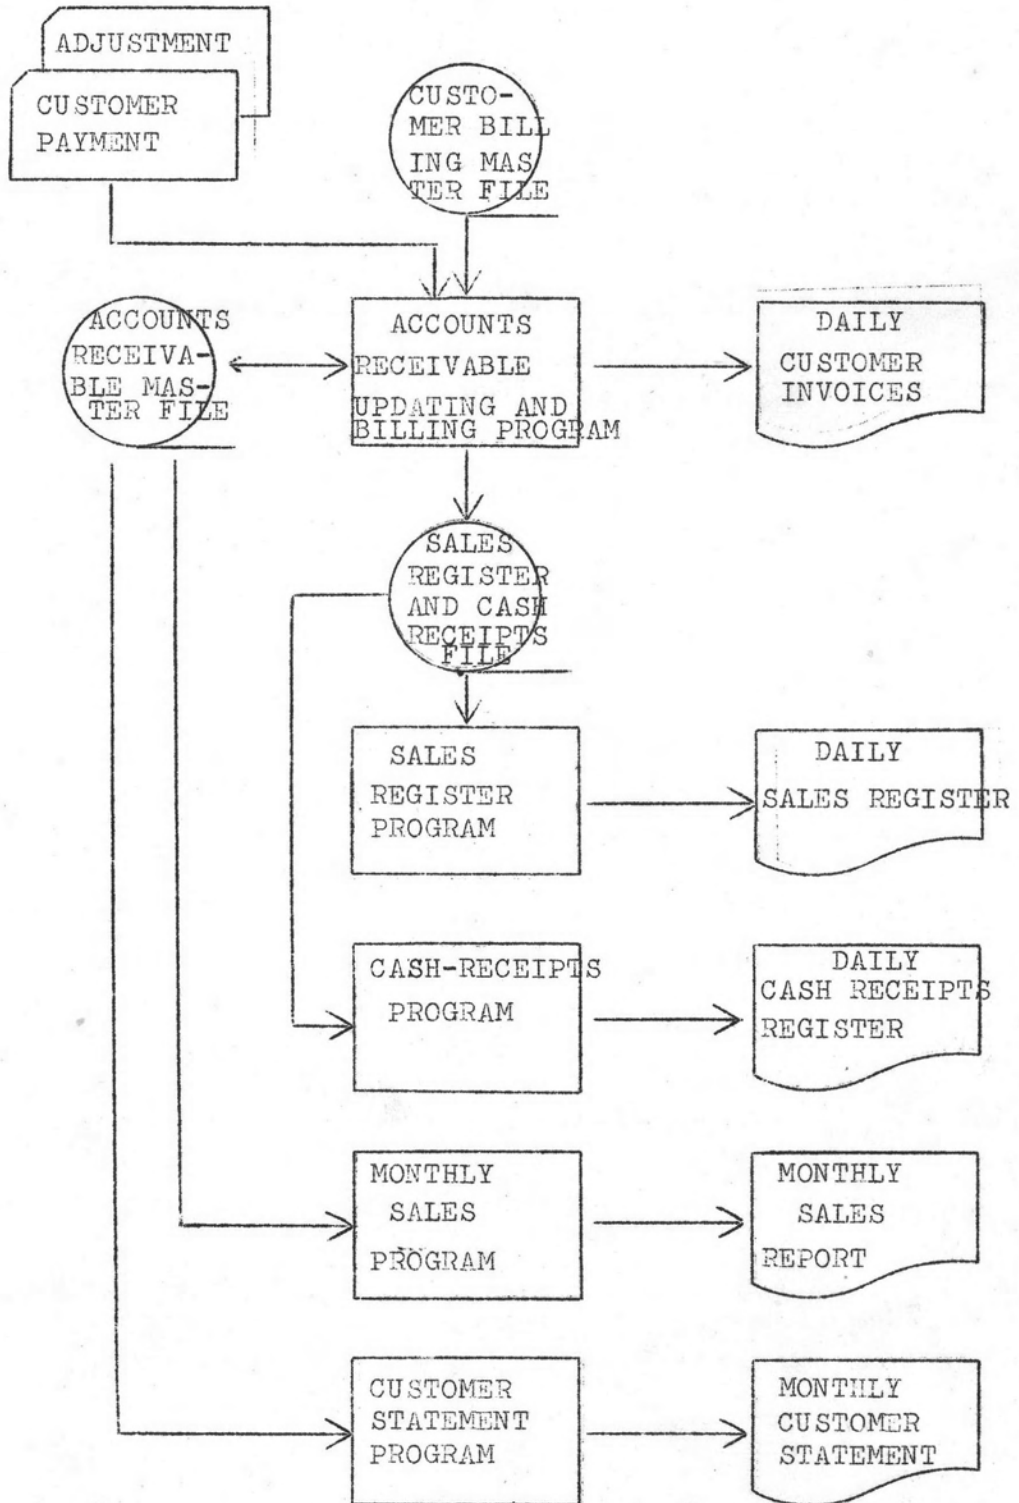 ADJUSTMENT
CUSTOMER
PAYMENT
CUSTO-
MER BILL
ING MAS
TER FILE
ACCOUNTS
RECEIVA-
BLE MAS-
TER FILE
ACCOUNTS
RECEIVABLE
UPDATING AND
BILLING PROGRAM
DAILY
CUSTOMER
INVOICES
SALES
REGISTER
AND CASH
RECEIPTS
FILE
SALES
REGISTER
PROGRAM
DAILY
SALES REGISTER
CASH-RECEIPTS
PROGRAM
DAILY
CASH RECEIPTS
REGISTER
MONTHLY
SALES
PROGRAM
MONTHLY
SALES
REPORT
CUSTOMER
STATEMENT
PROGRAM
MONTHLY
CUSTOMER
STATEMENT